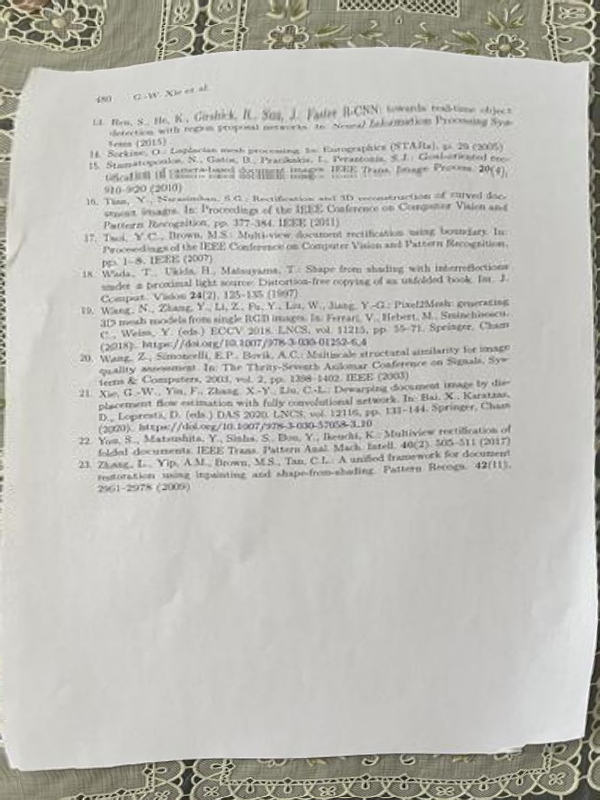 480 G.-W. Xie et al.
13. Ren, S., He, K., Girshick, R., Sun, J.: Faster R-CNN: towards real-time object
detection with region proposal networks. In: Neural Information Processing Sys-
tems (2015)
14. Sorkine, O.: Laplacian mesh processing. In: Eurographics (STARs), p. 29 (2005)
15. Stamatopoulos, N., Gatos, B., Pratikakis, I., Perantonis, S.J.: Goal-oriented rec-
tification of camera-based document images. IEEE Trans. Image Process. 20(4),
910–920 (2010)
16. Tian, Y., Narasimhan, S.G.: Rectification and 3D reconstruction of curved doc-
ument images. In: Proceedings of the IEEE Conference on Computer Vision and
Pattern Recognition, pp. 377–384. IEEE (2011)
17. Tsoi, Y.C., Brown, M.S.: Multi-view document rectification using boundary. In:
Proceedings of the IEEE Conference on Computer Vision and Pattern Recognition,
pp. 1–8. IEEE (2007)
18. Wada, T., Ukida, H., Matsuyama, T.: Shape from shading with interreflections
under a proximal light source: Distortion-free copying of an unfolded book. Int. J.
Comput. Vision 24(2), 125–135 (1997)
19. Wang, N., Zhang, Y., Li, Z., Fu, Y., Liu, W., Jiang, Y.-G.: Pixel2Mesh: generating
3D mesh models from single RGB images. In: Ferrari, V., Hebert, M., Sminchisescu,
C., Weiss, Y. (eds.) ECCV 2018. LNCS, vol. 11215, pp. 55–71. Springer, Cham
(2018). https://doi.org/10.1007/978-3-030-01252-6_4
20. Wang, Z., Simoncelli, E.P., Bovik, A.C.: Multiscale structural similarity for image
quality assessment. In: The Thrity-Seventh Asilomar Conference on Signals, Sys-
tems & Computers, 2003, vol. 2, pp. 1398–1402. IEEE (2003)
21. Xie, G.-W., Yin, F., Zhang, X.-Y., Liu, C.-L.: Dewarping document image by dis-
placement flow estimation with fully convolutional network. In: Bai, X., Karatzas,
D., Lopresti, D. (eds.) DAS 2020. LNCS, vol. 12116, pp. 131–144. Springer, Cham
(2020). https://doi.org/10.1007/978-3-030-57058-3_10
22. You, S., Matsushita, Y., Sinha, S., Bou, Y., Ikeuchi, K.: Multiview rectification of
folded documents. IEEE Trans. Pattern Anal. Mach. Intell. 40(2), 505–511 (2017)
23. Zhang, L., Yip, A.M., Brown, M.S., Tan, C.L.: A unified framework for document
restoration using inpainting and shape-from-shading. Pattern Recogn. 42(11),
2961–2978 (2009)